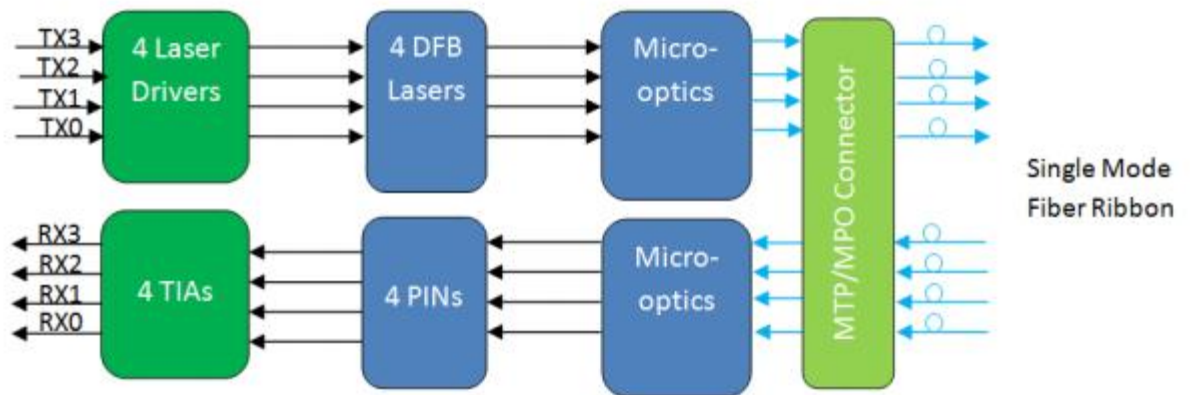 TX3
TX2
TX1
TX0
4 Laser
Drivers
4 DFB
Lasers
Micro-
optics
MTP/MPO Connector
Single Mode
Fiber Ribbon
RX3
RX2
RX1
RX0
4 TIAs
4 PINs
Micro-
optics